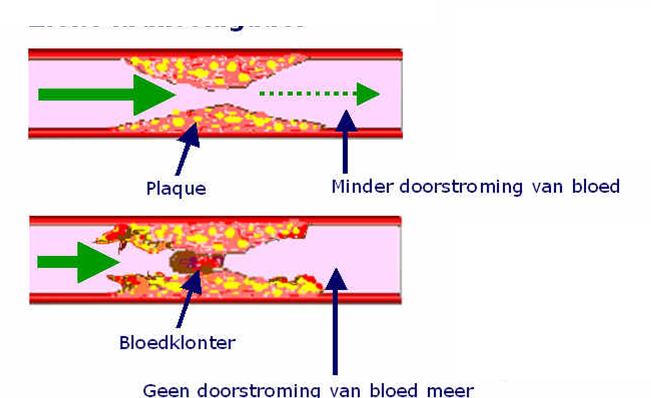 Plaque
Minder doorstroming van bloed
Bloedklonter
Geen doorstroming van bloed meer